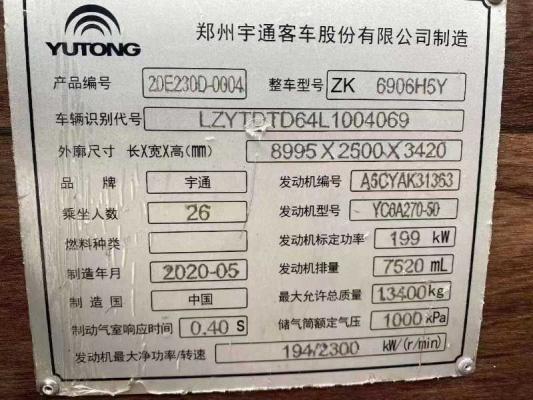 YUTONG 郑州宇通客车股份有限公司制造
产品编号 20E230D-0004 整车型号 ZK 6906H5Y
车辆识别代号 LZYTDTD64L1004069
外廓尺寸 长X宽X高(mm) 8995X2500X3420
品牌 宇通 发动机编号 A6CYAK31363
乘坐人数 26 发动机型号 YC6A270-50
燃料种类 发动机标定功率 199 kW
制造年月 2020-05 发动机排量 7520 mL
制造国 中国 最大允许总质量 13400kg
制动气室响应时间 0.40 S 储气筒额定气压 1000 kPa
发动机最大净功率/转速 194/2300 kW/(r/min)